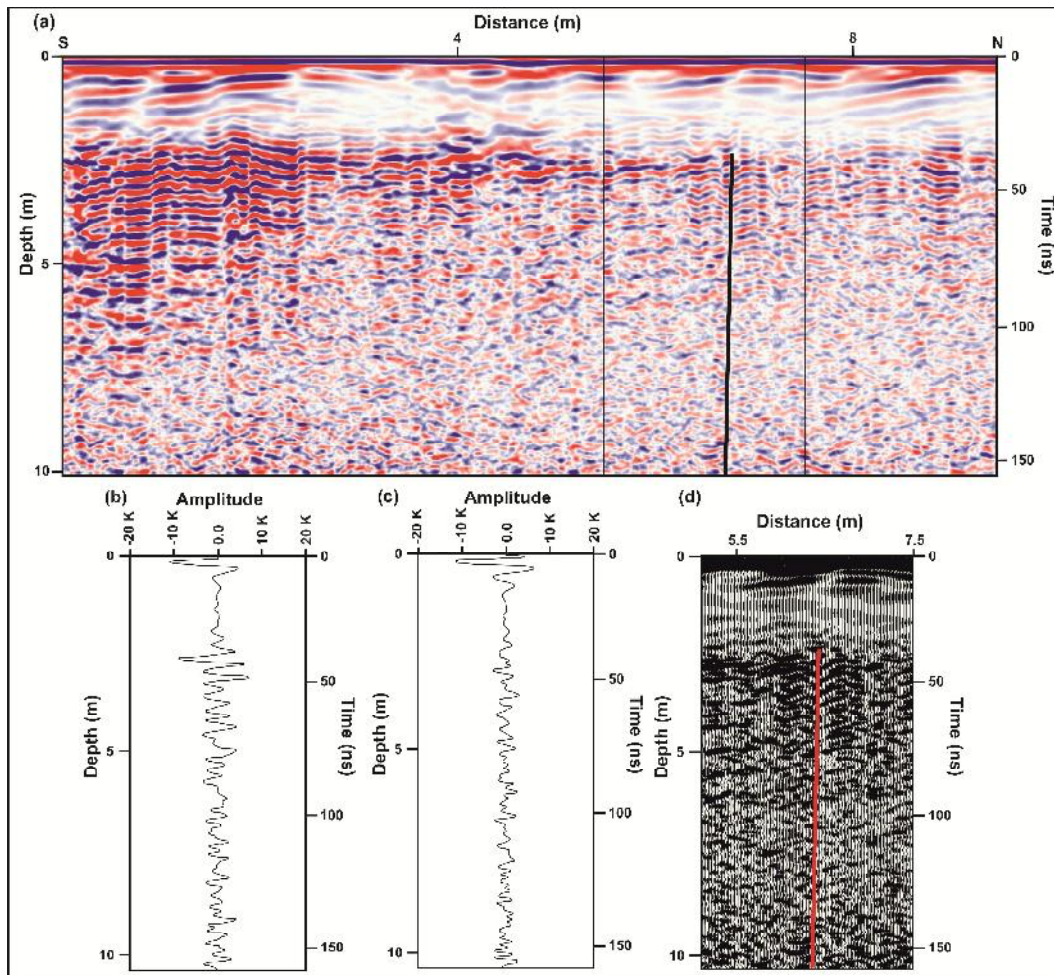 (a)
Distance (m)
S 4 8 N
0 0
Depth (m)
Time (ns)
50
5
100
10 150
(b)
Amplitude
-20 K -10 K 0.0 10 K 20 K
0 0
Depth (m)
Time (ns)
50
5
100
10 150
(c)
Amplitude
-20 K -10 K 0.0 10 K 20 K
0 0
Depth (m)
Time (ns)
50
5
100
10 150
(d)
Distance (m)
5.5 7.5
0 0
Depth (m)
Time (ns)
50
5
100
10 150